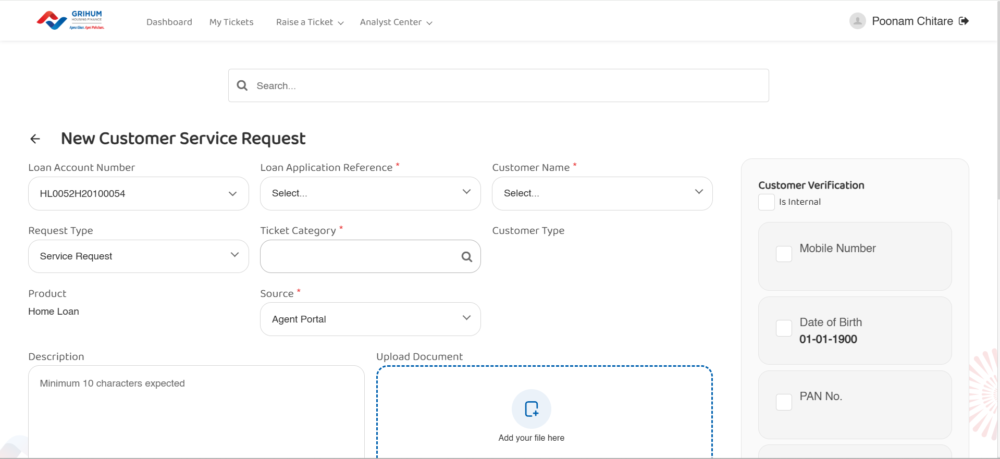 GRIHUM
HOUSING FINANCE
Apna Ghar. Apni Pehchan.
Dashboard
My Tickets
Raise a Ticket
Analyst Center
Poonam Chitare
Search...
New Customer Service Request
Loan Account Number
Loan Application Reference *
Customer Name *
HL0052H20100054
Select...
Select...
Request Type
Ticket Category *
Customer Type
Service Request
Product
Source *
Home Loan
Agent Portal
Description
Upload Document
Minimum 10 characters expected
Add your file here
Customer Verification
Is Internal
Mobile Number
Date of Birth
01-01-1900
PAN No.